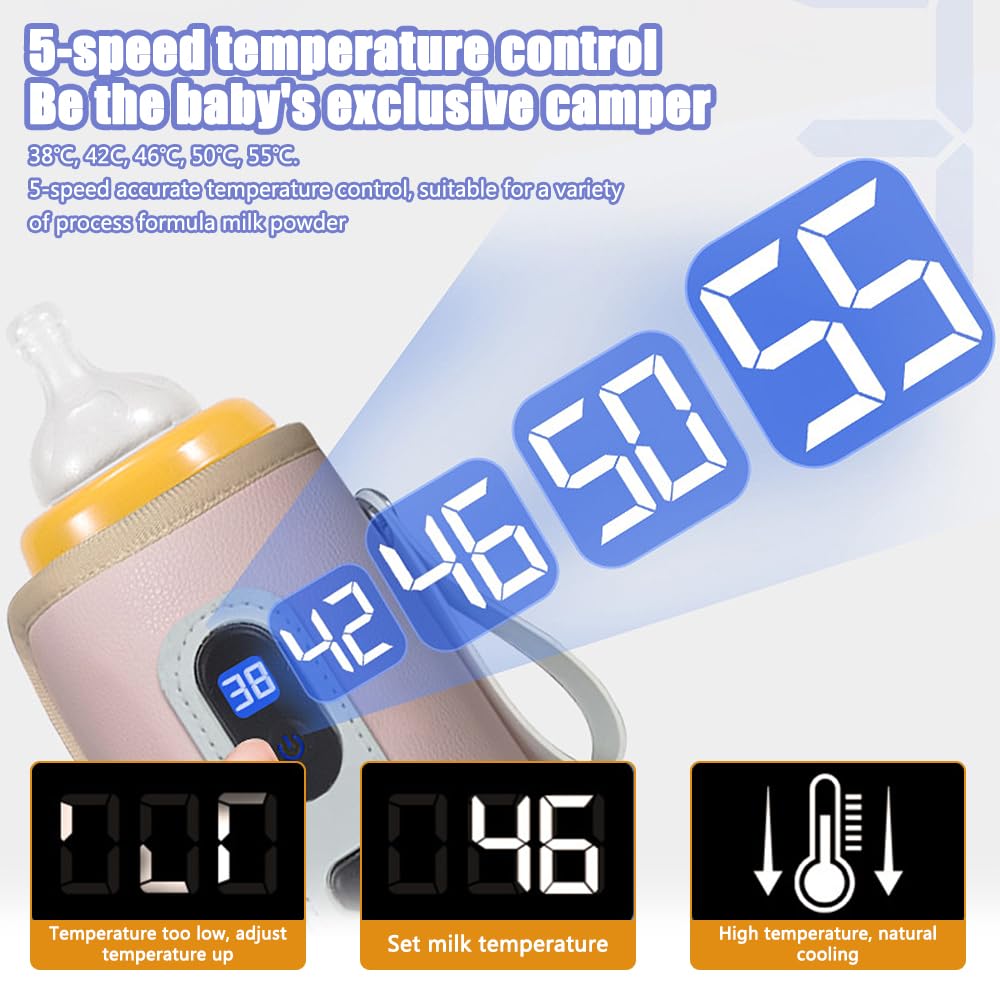 5-speed temperature control
Be the baby's exclusive camper
38℃, 42C, 46℃, 50℃, 55℃.
5-speed accurate temperature control, suitable for a variety
of process formula milk powder
55
50
46
42
38
46
Temperature too low, adjust
temperature up
Set milk temperature
High temperature, natural
cooling